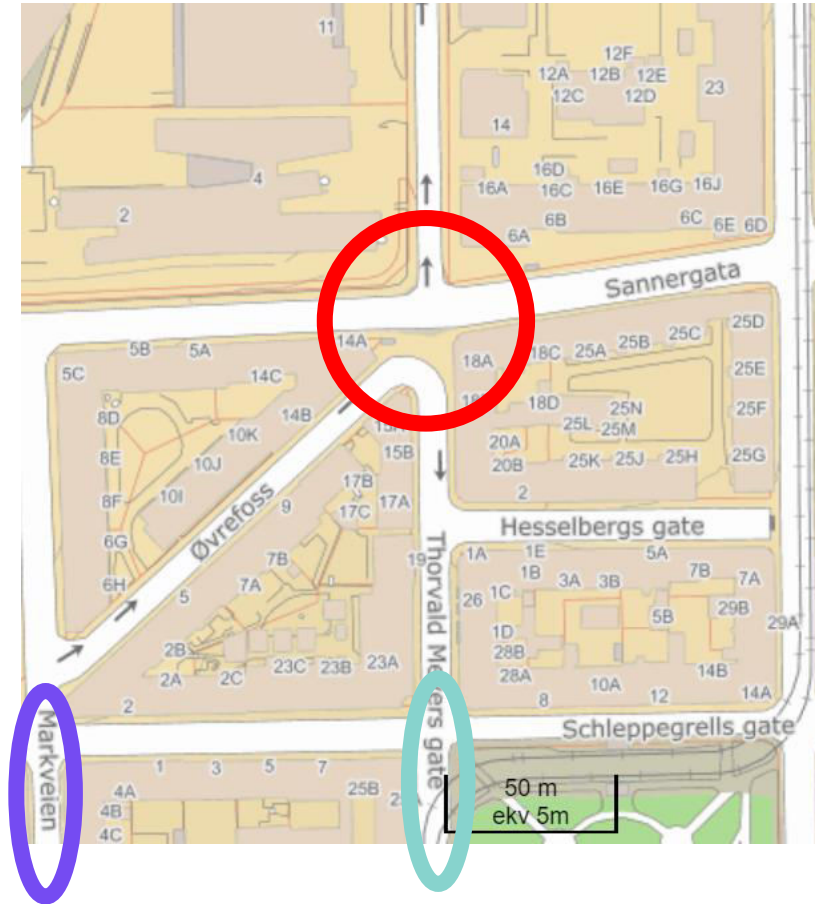 11
12F
12A 12B 12E
12C 12D
23
14
4
16D
16A 16C 16E 16G 16J
2
6B 6C
6A 6E 6D
Sannergata
14A
5B 5A
5C
14C
18A 18C 25A 25B 25C 25D
25E
8D
14B
18D 25N 25F
10K
25L 25M
20A
15B
8E 10J
20B 25K 25J 25H 25G
17B
8F 10I
17C 17A
9
2
Øvrefoss
Hesselbergs gate
6G
7B
19
1A 1E 5A
6H
7A
1B 3A 3B 7B 7A
5
26 1C
5B 29B
29A
1D
2B
28B
2A 2C 23C 23B 23A
28A 10A 14B
8 12 14A
2
Thorvald Meyers gate
Schleppegrells gate
Markveien
1 3 5 7
4A
25B
4B
4C
50 m
ekv 5m